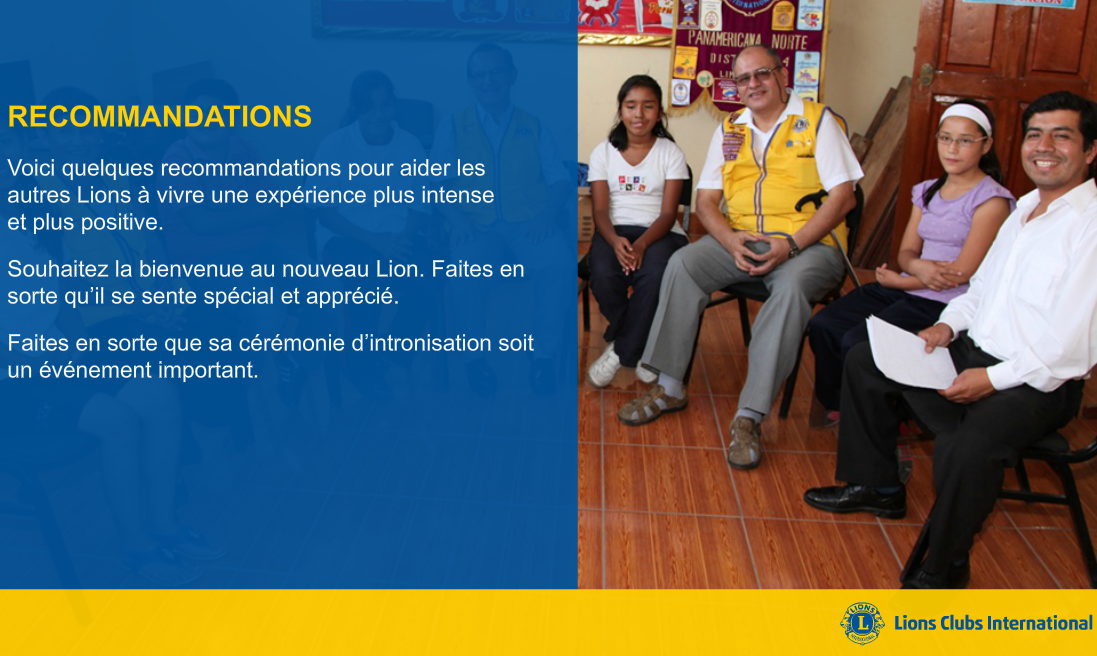 RECOMMANDATIONS
Voici quelques recommandations pour aider les
autres Lions à vivre une expérience plus intense
et plus positive.
Souhaitez la bienvenue au nouveau Lion. Faites en
sorte qu’il se sente spécial et apprécié.
Faites en sorte que sa cérémonie d’intronisation soit
un événement important.
PANAMERICANA NORTE
LIONS
L
Lions Clubs International